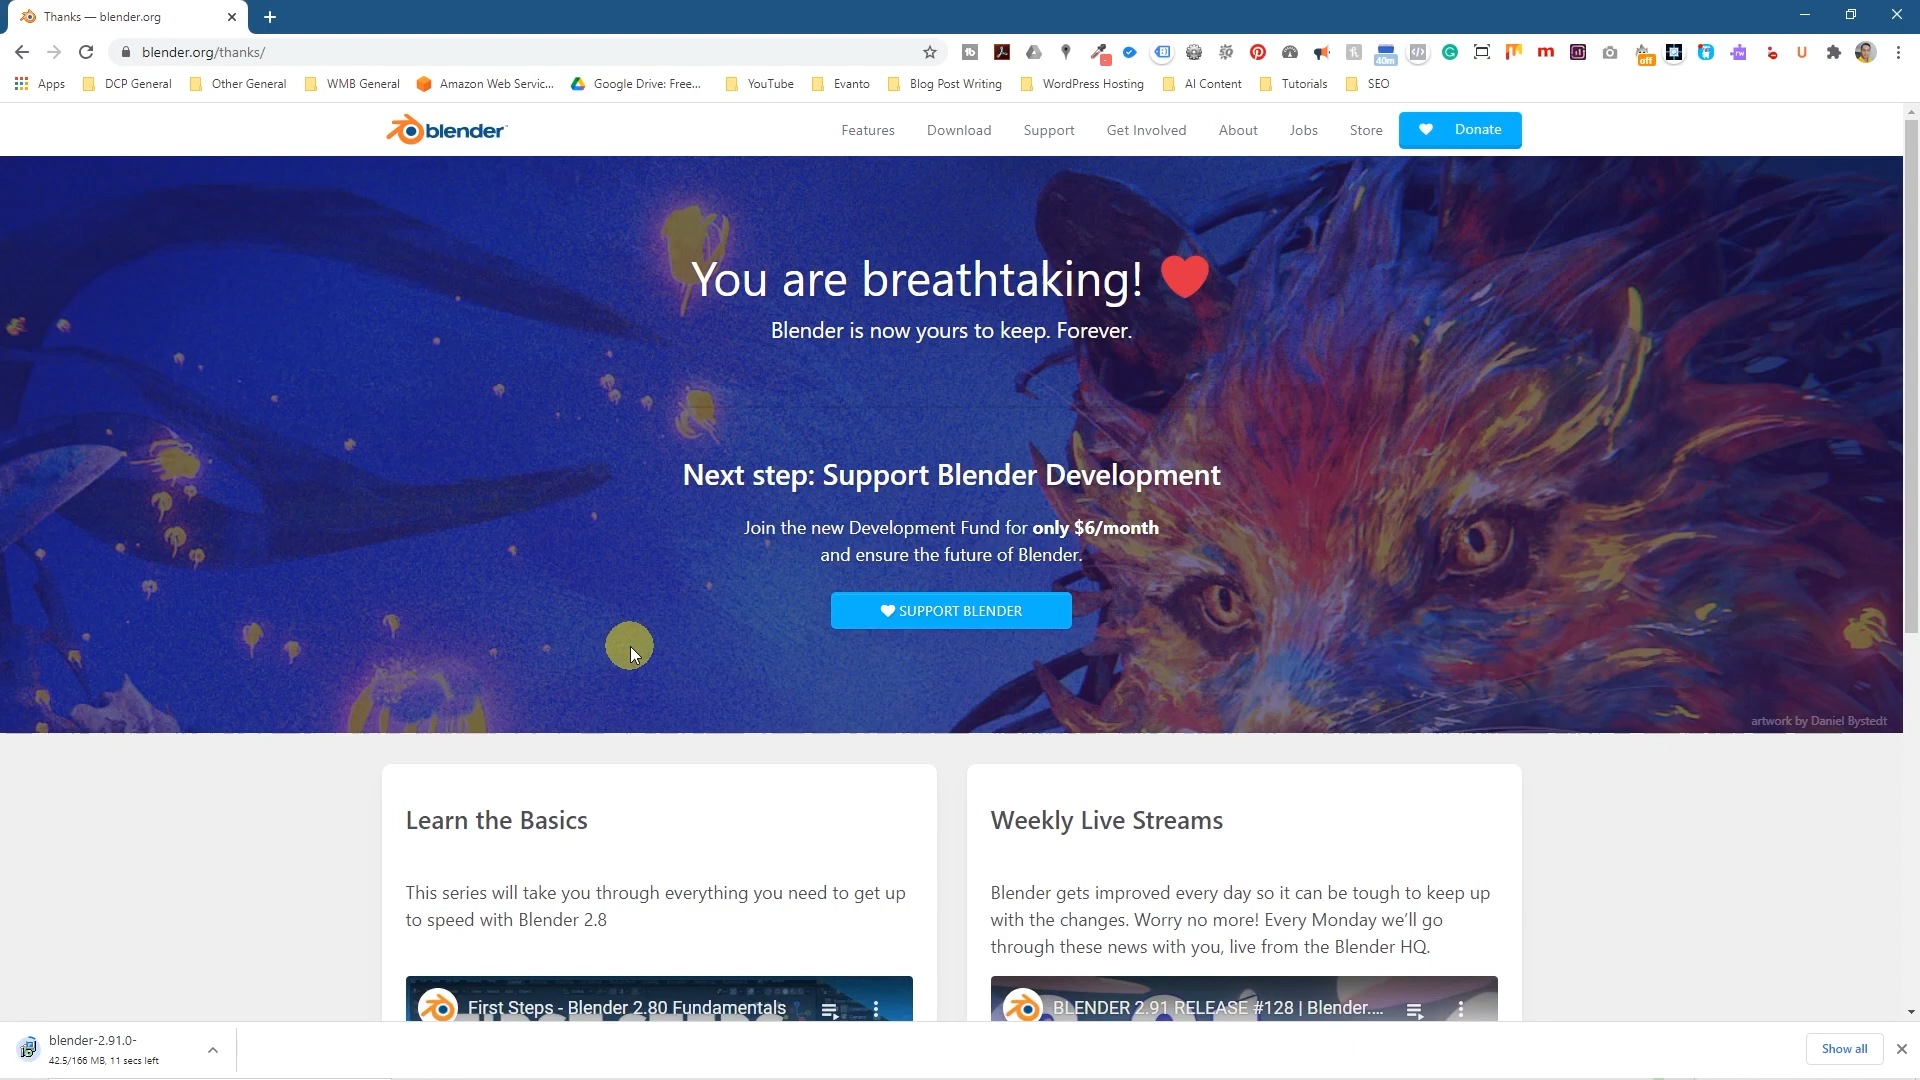 Thanks — blender.org
blender.org/thanks/
40m
off
Apps
DCP General
Other General
WMB General
Amazon Web Servic...
Google Drive: Free...
YouTube
Evanto
Blog Post Writing
WordPress Hosting
AI Content
Tutorials
SEO
blender
Features
Download
Support
Get Involved
About
Jobs
Store
Donate
You are breathtaking!
Blender is now yours to keep. Forever.
Next step: Support Blender Development
Join the new Development Fund for only $6/month
and ensure the future of Blender.
SUPPORT BLENDER
artwork by Daniel Bystedt
Learn the Basics
This series will take you through everything you need to get up
to speed with Blender 2.8
First Steps - Blender 2.80 Fundamentals
Weekly Live Streams
Blender gets improved every day so it can be tough to keep up
with the changes. Worry no more! Every Monday we’ll go
through these news with you, live from the Blender HQ.
BLENDER 2.91 RELEASE #128 | Blender....
blender-2.91.0-
42.5/166 MB, 11 secs left
Show all